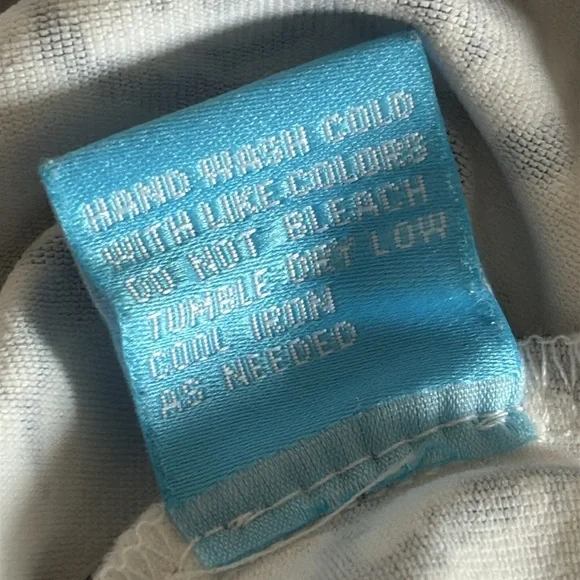 HAND WASH COLD
WITH LIKE COLORS
DO NOT BLEACH
TUMBLE DRY LOW
COOL IRON
AS NEEDED